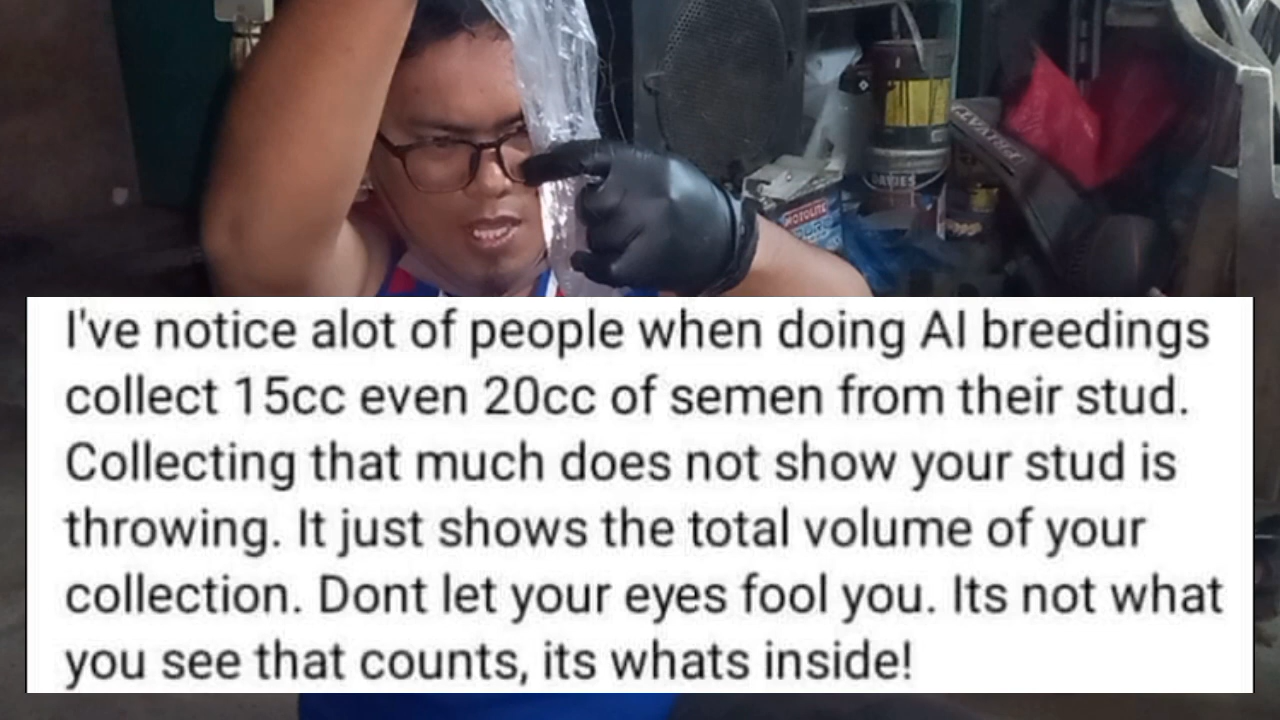 MOTOLITE
DAVIES
I've notice alot of people when doing AI breedings
collect 15cc even 20cc of semen from their stud.
Collecting that much does not show your stud is
throwing. It just shows the total volume of your
collection. Dont let your eyes fool you. Its not what
you see that counts, its whats inside!